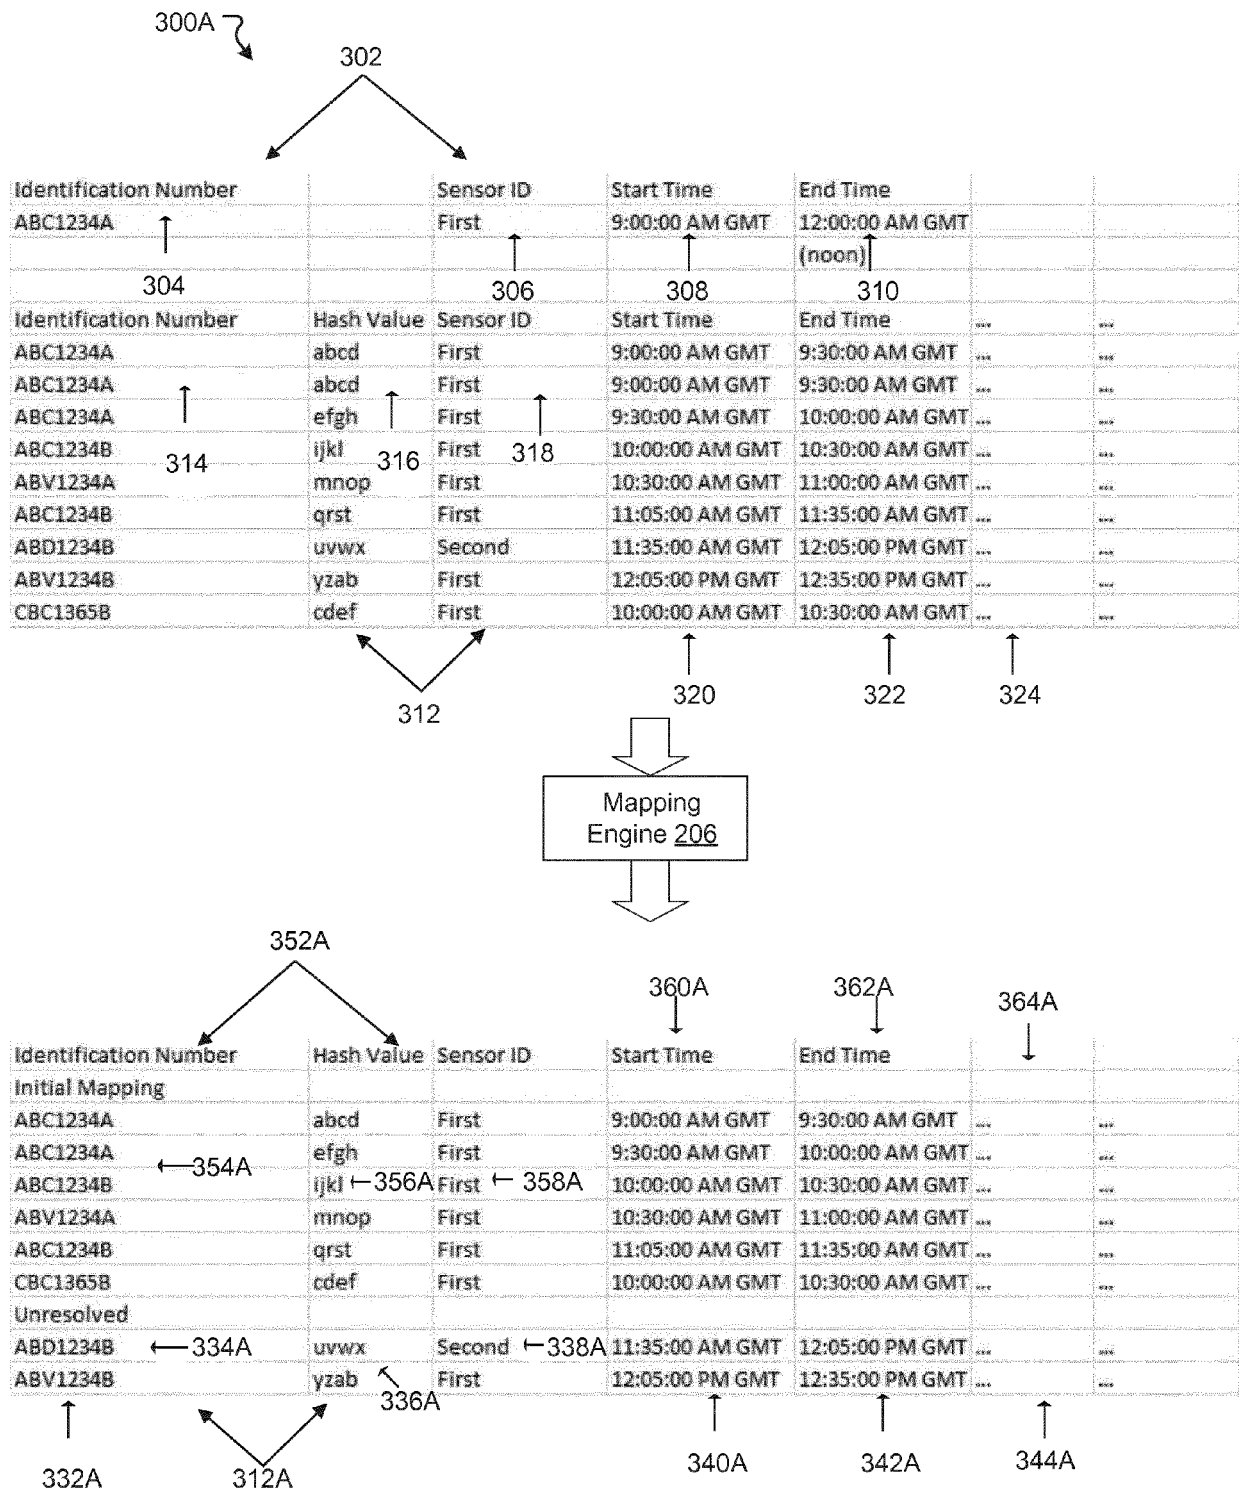 300A
302
Identification Number Sensor ID Start Time End Time
ABC1234A First 9:00:00 AM GMT 12:00:00 AM GMT
(noon)
304 306 308 310
Identification Number Hash Value Sensor ID Start Time End Time ... ...
ABC1234A abcd First 9:00:00 AM GMT 9:30:00 AM GMT ... ...
ABC1234A abcd First 9:00:00 AM GMT 9:30:00 AM GMT ... ...
ABC1234A efgh First 9:30:00 AM GMT 10:00:00 AM GMT ... ...
ABC1234B ijkl First 10:00:00 AM GMT 10:30:00 AM GMT ... ...
314 316 318
ABV1234A mnop First 10:30:00 AM GMT 11:00:00 AM GMT ... ...
ABC1234B qrst First 11:05:00 AM GMT 11:35:00 AM GMT ... ...
ABD1234B uvwx Second 11:35:00 AM GMT 12:05:00 PM GMT ... ...
ABV1234B yzab First 12:05:00 PM GMT 12:35:00 PM GMT ... ...
CBC1365B cdef First 10:00:00 AM GMT 10:30:00 AM GMT ... ...
312 320 322 324
Mapping
Engine 206
352A 360A 362A 364A
Identification Number Hash Value Sensor ID Start Time End Time
Initial Mapping
ABC1234A abcd First 9:00:00 AM GMT 9:30:00 AM GMT ... ...
ABC1234A efgh First 9:30:00 AM GMT 10:00:00 AM GMT ... ...
354A
ABC1234B ijkl 356A First 358A 10:00:00 AM GMT 10:30:00 AM GMT ... ...
ABV1234A mnop First 10:30:00 AM GMT 11:00:00 AM GMT ... ...
ABC1234B qrst First 11:05:00 AM GMT 11:35:00 AM GMT ... ...
CBC1365B cdef First 10:00:00 AM GMT 10:30:00 AM GMT ... ...
Unresolved
ABD1234B 334A uvwx Second 338A 11:35:00 AM GMT 12:05:00 PM GMT ... ...
ABV1234B yzab First 12:05:00 PM GMT 12:35:00 PM GMT ... ...
336A
332A 312A 340A 342A 344A